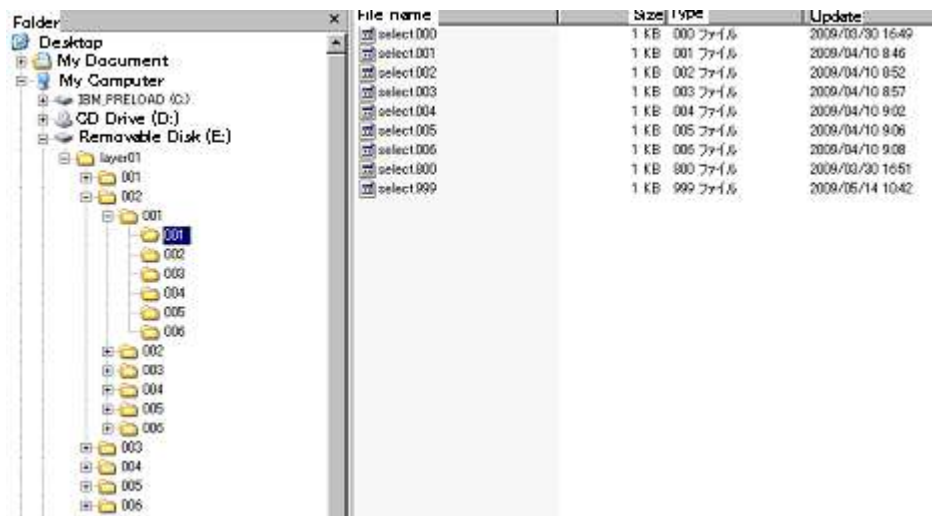 Folder ×
Desktop
My Document
My Computer
IBM_PRELOAD (C:)
CD Drive (D:)
Removable Disk (E:)
layer01
001
002
001
001
002
003
004
005
006
002
003
004
005
006
003
004
005
006
File name Size Type Update
select.000 1 KB 000 ファイル 2009/03/30 16:49
select.001 1 KB 001 ファイル 2009/04/10 8:46
select.002 1 KB 002 ファイル 2009/04/10 8:52
select.003 1 KB 003 ファイル 2009/04/10 8:57
select.004 1 KB 004 ファイル 2009/04/10 9:02
select.005 1 KB 005 ファイル 2009/04/10 9:06
select.006 1 KB 006 ファイル 2009/04/10 9:08
select.800 1 KB 800 ファイル 2009/03/30 16:51
select.999 1 KB 999 ファイル 2009/05/14 10:42